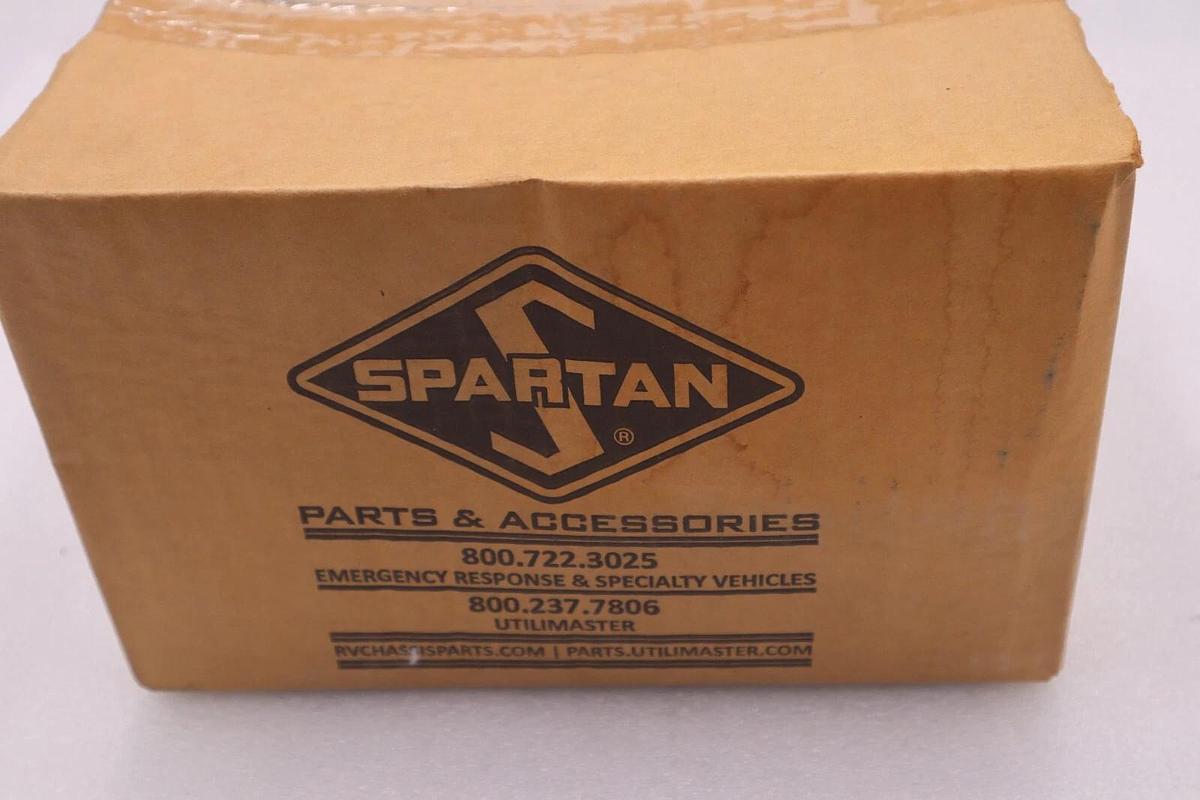 SPARTAN
®
PARTS & ACCESSORIES
800.722.3025
EMERGENCY RESPONSE & SPECIALTY VEHICLES
800.237.7806
UTILIMASTER
RVCHASSISPARTS.COM | PARTS.UTILIMASTER.COM